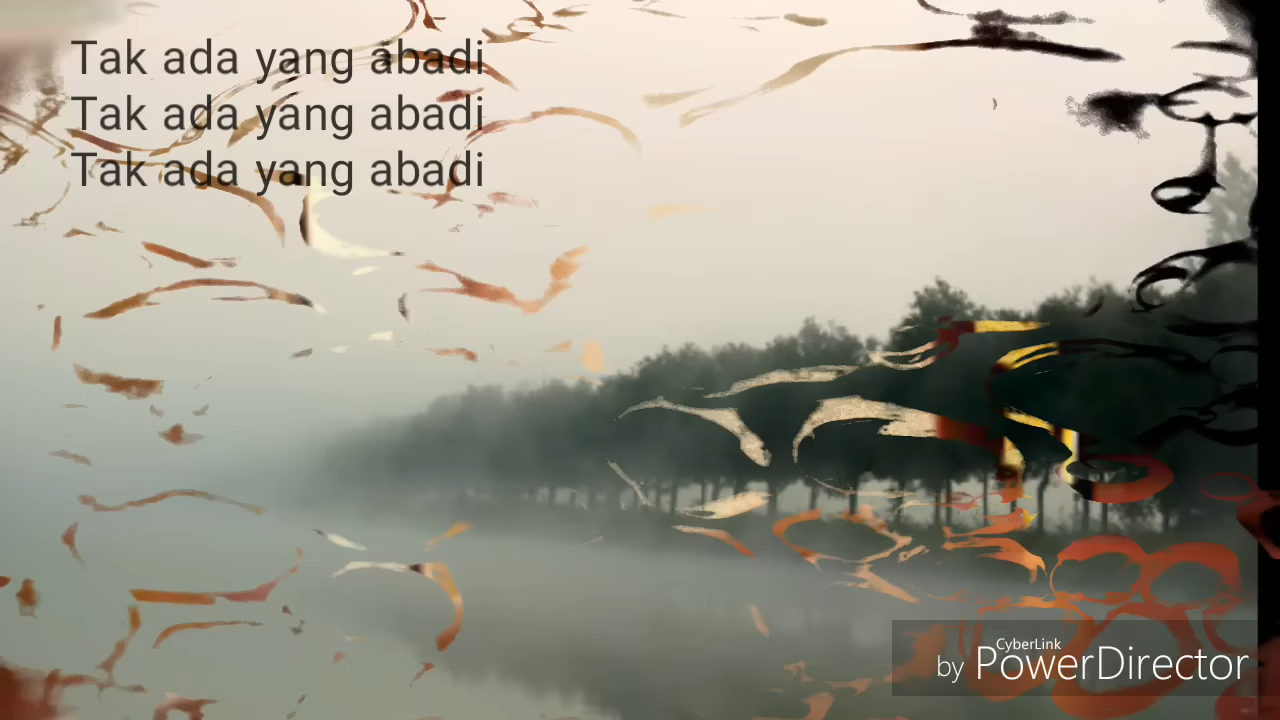 Tak ada yang abadi
Tak ada yang abadi
Tak ada yang abadi
CyberLink
by PowerDirector